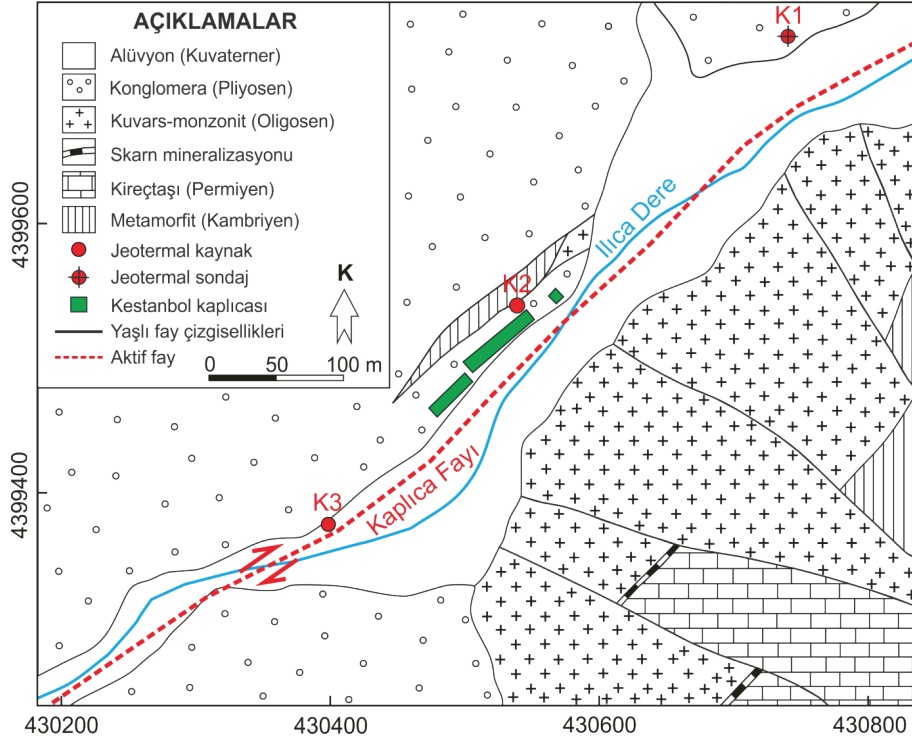 AÇIKLAMALAR
Alüvyon (Kuvaterner)
Konglomera (Pliyosen)
Kuvars-monzonit (Oligosen)
Skarn mineralizasyonu
Kireçtaşı (Permiyen)
Metamorfit (Kambriyen)
Jeotermal kaynak
Jeotermal sondaj
Kestanbol kaplıcası
Yaşlı fay çizgisellikleri
Aktif fay
K
0 50 100 m
K1
Ilıca Dere
K2
Kaplıca Fayı
K3
4399600
4399400
430200 430400 430600 430800